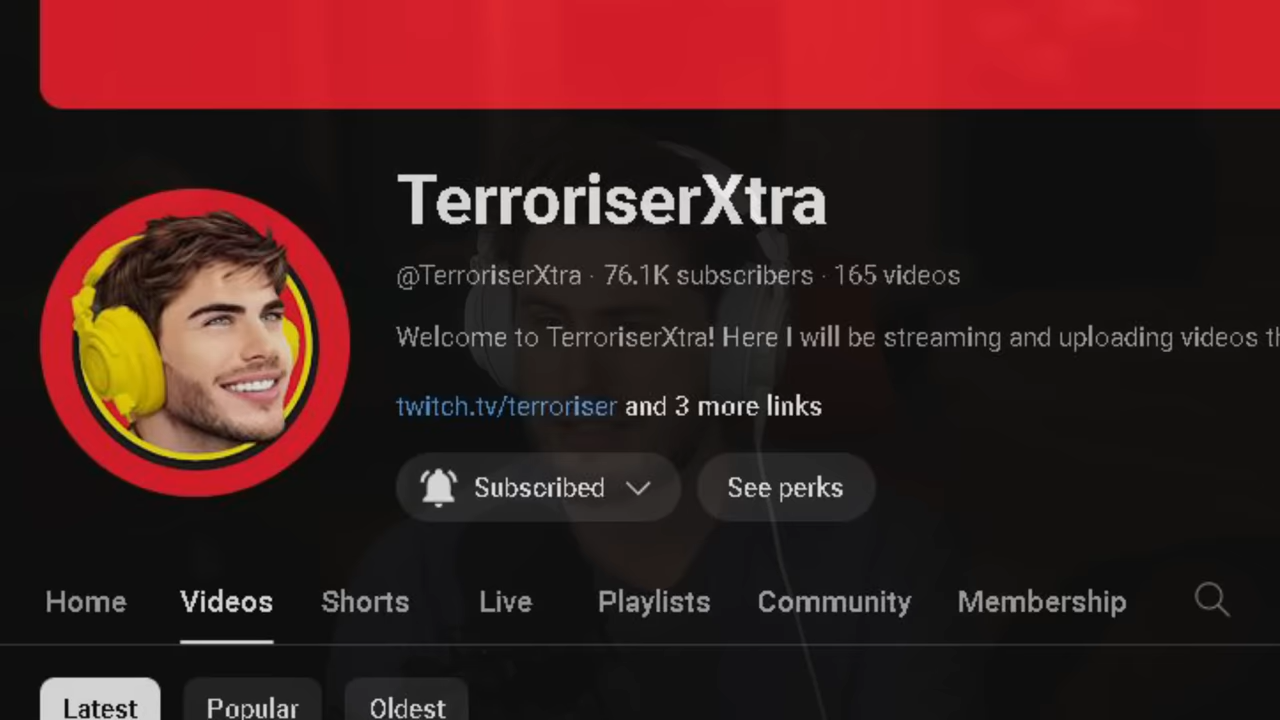 TerroriserXtra
@TerroriserXtra · 76.1K subscribers · 165 videos
Welcome to TerroriserXtra! Here I will be streaming and uploading videos
twitch.tv/terroriser and 3 more links
Subscribed See perks
Home Videos Shorts Live Playlists Community Membership
Latest Popular Oldest